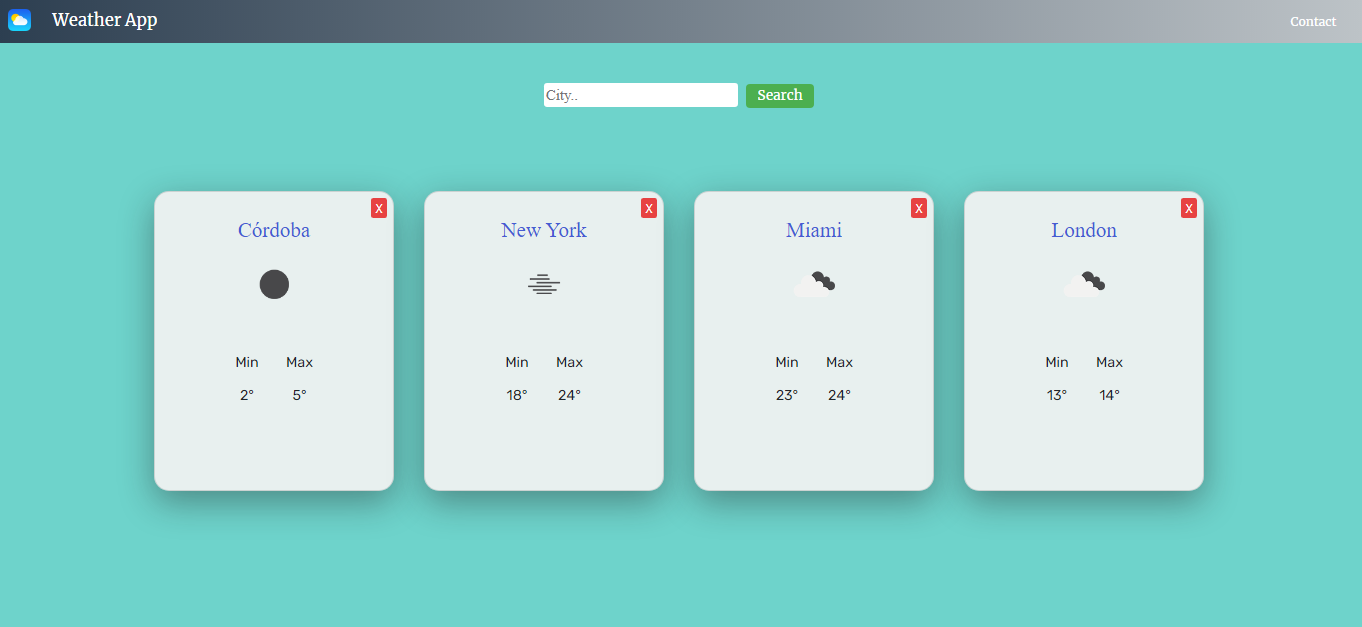 Weather App
Contact
City..
Search
X
Córdoba
Min Max
2° 5°
X
New York
Min Max
18° 24°
X
Miami
Min Max
23° 24°
X
London
Min Max
13° 14°